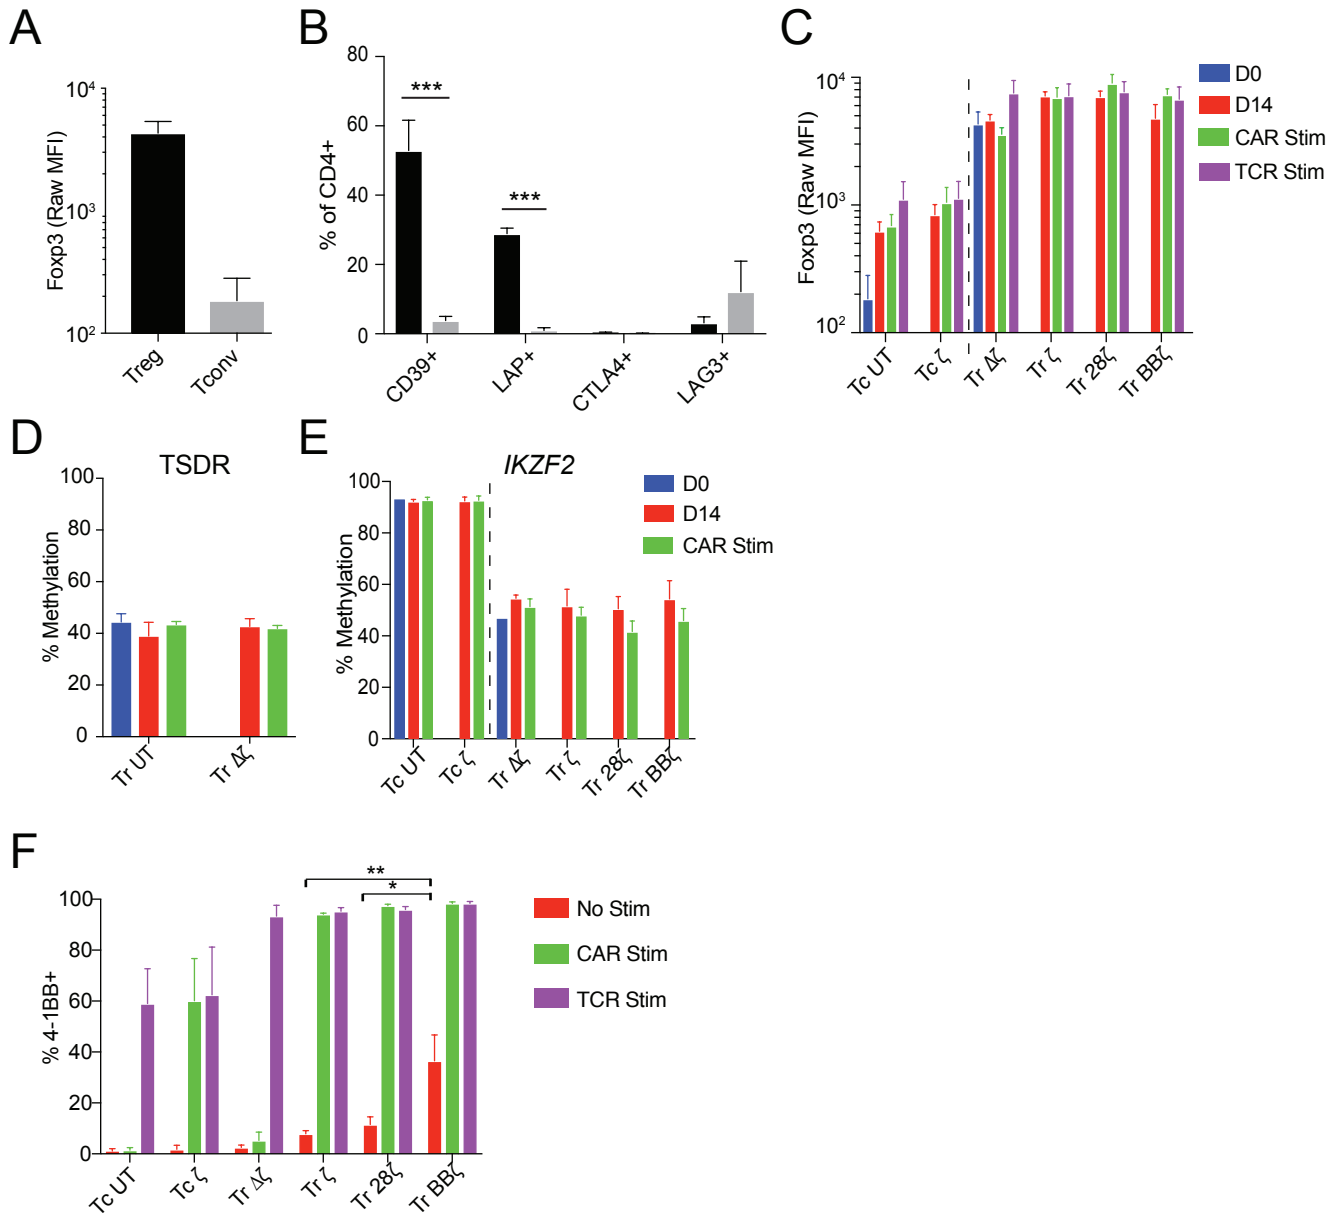 A
Foxp3 (Raw MFI)
10⁴
10³
10²
Treg
Tconv
B
% of CD4+
80
60
40
20
0
***
***
CD39+
LAP+
CTLA4+
LAG3+
C
Foxp3 (Raw MFI)
10⁴
10³
10²
Tc UT
Tc ζ
Tr Δζ
Tr ζ
Tr 28ζ
Tr BBζ
D0
D14
CAR Stim
TCR Stim
D
TSDR
% Methylation
100
80
60
40
20
0
Tr UT
Tr Δζ
E
IKZF2
% Methylation
100
80
60
40
20
0
Tc UT
Tc ζ
Tr Δζ
Tr ζ
Tr 28ζ
Tr BBζ
D0
D14
CAR Stim
F
% 4-1BB+
100
80
60
40
20
0
**
*
Tc UT
Tc ζ
Tr Δζ
Tr ζ
Tr 28ζ
Tr BBζ
No Stim
CAR Stim
TCR Stim